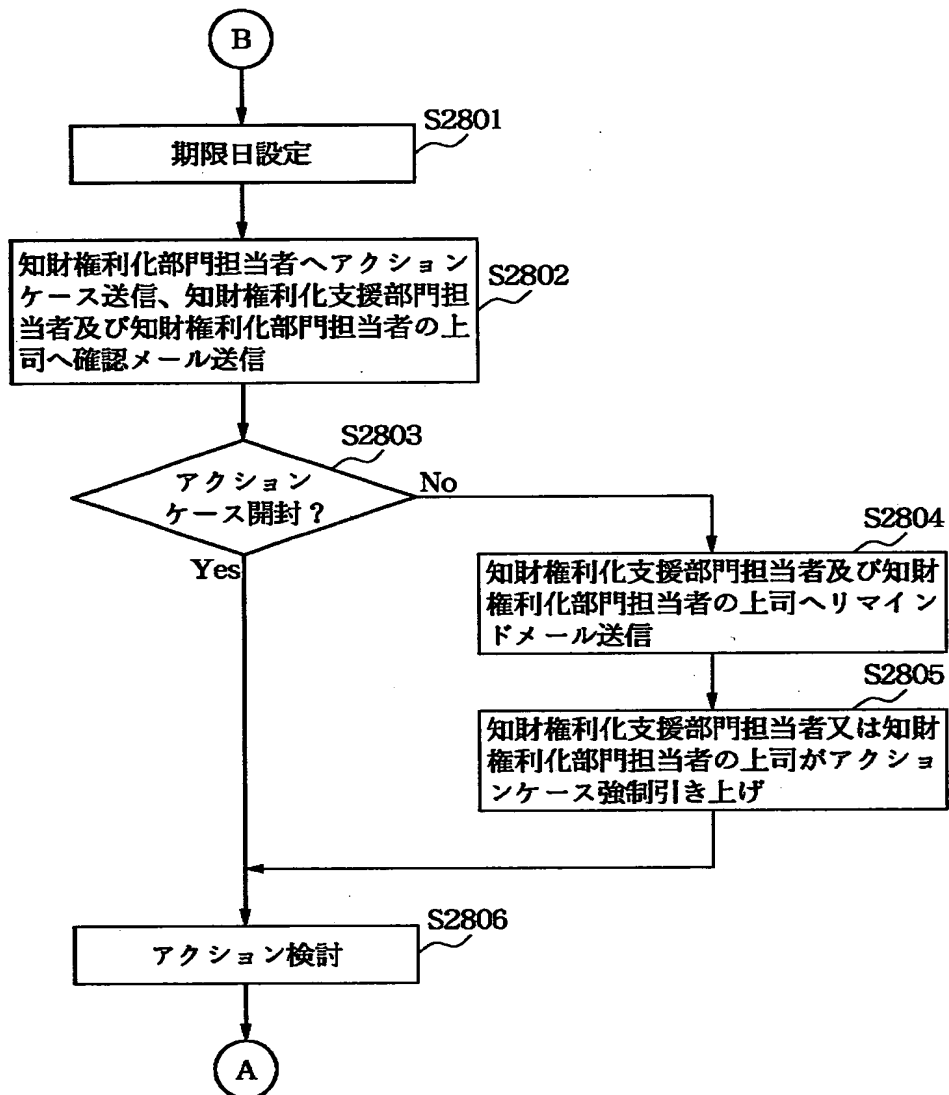 B
S2801
期限日設定
S2802
知財権利化部門担当者へアクション
ケース送信、知財権利化支援部門担
当者及び知財権利化部門担当者の上
司へ確認メール送信
S2803
アクション
ケース開封?
No
Yes
S2804
知財権利化支援部門担当者及び知財
権利化部門担当者の上司へリマイン
ドメール送信
S2805
知財権利化支援部門担当者又は知財
権利化部門担当者の上司がアクショ
ンケース強制引き上げ
S2806
アクション検討
A